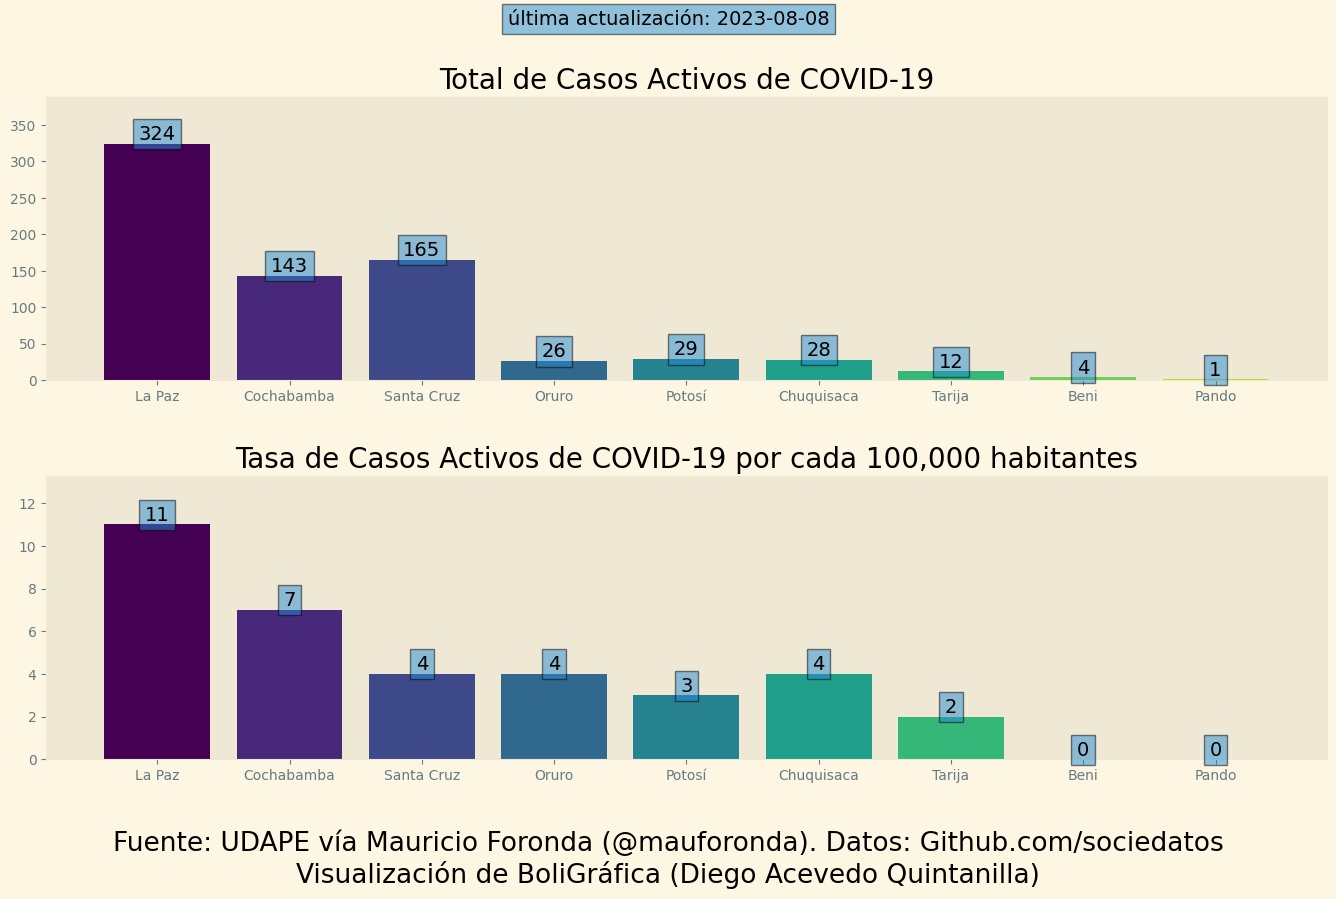 última actualización: 2023-08-08
Total de Casos Activos de COVID-19
350
300
250
200
150
100
50
0
324
143
165
26
29
28
12
4
1
La Paz
Cochabamba
Santa Cruz
Oruro
Potosí
Chuquisaca
Tarija
Beni
Pando
Tasa de Casos Activos de COVID-19 por cada 100,000 habitantes
12
10
8
6
4
2
0
11
7
4
4
3
4
2
0
0
La Paz
Cochabamba
Santa Cruz
Oruro
Potosí
Chuquisaca
Tarija
Beni
Pando
Fuente: UDAPE vía Mauricio Foronda (@mauforonda). Datos: Github.com/sociedatos
Visualización de BoliGráfica (Diego Acevedo Quintanilla)